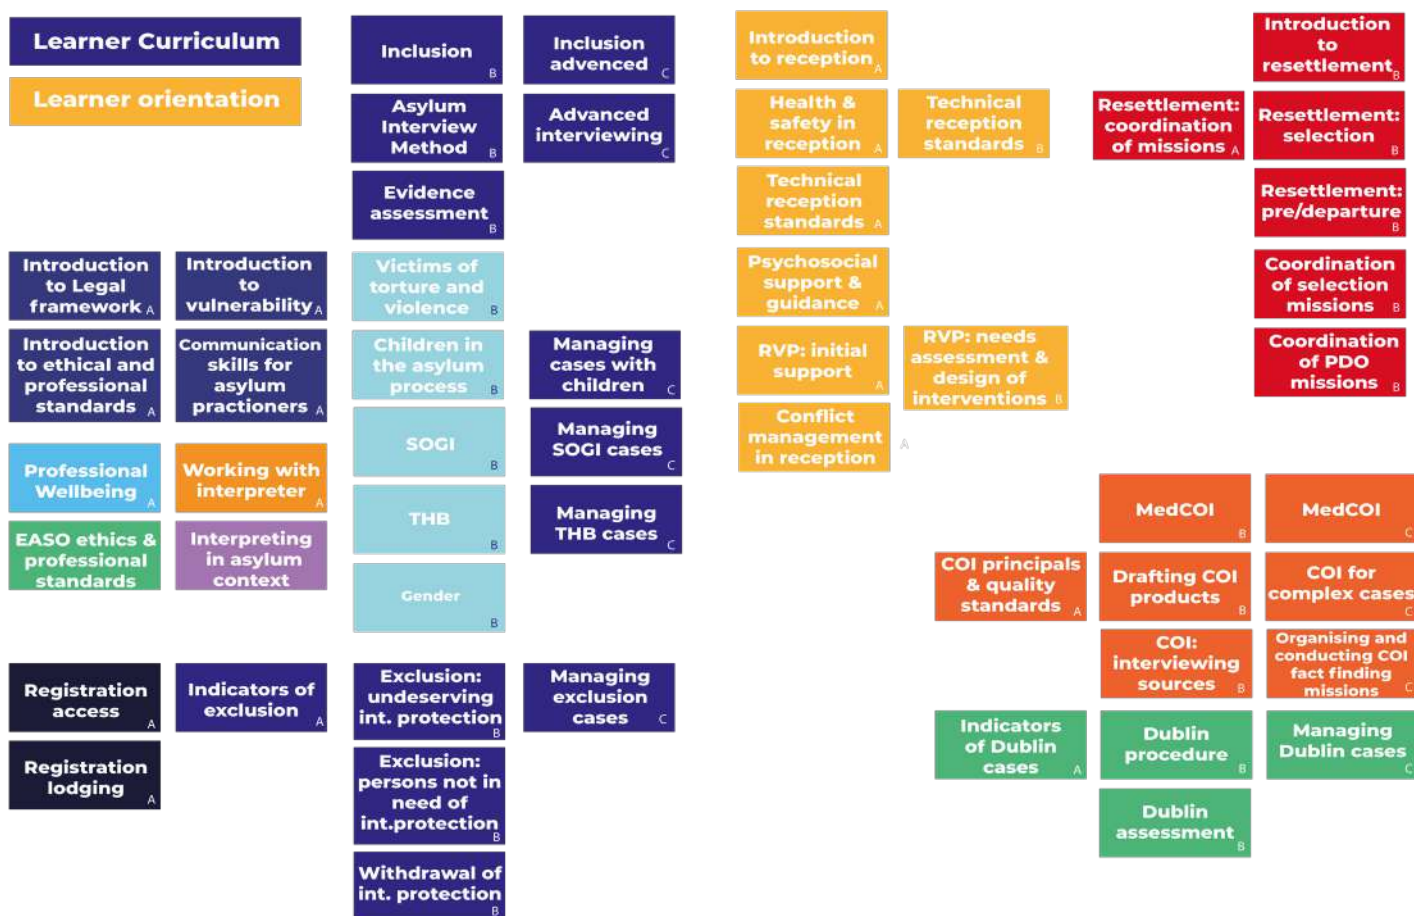 Learner Curriculum
Learner orientation
Inclusion
B
Inclusion
advenced
C
Asylum
Interview
Method
B
Advanced
interviewing
C
Evidence
assessment
B
Introduction
to Legal
framework A
Introduction
to
vulnerability A
Victims of
torture and
violence
B
Introduction
to ethical and
professional
standards A
Communication
skills for
asylum
practioners A
Children in
the asylum
process
B
Managing
cases with
children
C
SOGI
B
Managing
SOGI cases
C
Professional
Wellbeing
A
Working with
interpreter
A
THB
B
Managing
THB cases
C
EASO ethics &
professional
standards
Interpreting
in asylum
context
Gender
B
Registration
access
A
Indicators of
exclusion
A
Exclusion:
undeserving
int. protection
B
Managing
exclusion
cases
C
Registration
lodging
A
Exclusion:
persons not in
need of
int.protection
B
Withdrawal of
int. protection
B
Introduction
to reception
A
Health &
safety in
reception A
Technical
reception
standards B
Technical
reception
standards A
Psychosocial
support &
guidance A
RVP: initial
support
A
RVP: needs
assessment &
design of
interventions B
Conflict
management
in reception
A
Introduction
to
resettlement
B
Resettlement:
coordination
of missions A
Resettlement:
selection
B
Resettlement:
pre/departure
B
Coordination
of selection
missions B
Coordination
of PDO
missions B
MedCOI
B
MedCOI
C
COI principals
& quality
standards A
Drafting COI
products
B
COI for
complex cases
C
COI:
interviewing
sources B
Organising and
conducting COI
fact finding
missions C
Indicators
of Dublin
cases A
Dublin
procedure
B
Managing
Dublin cases
C
Dublin
assessment
B